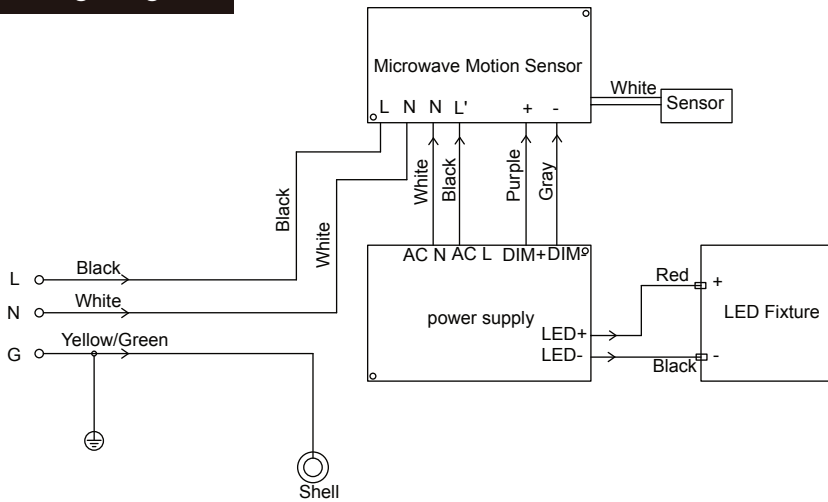 Microwave Motion Sensor
L N N L' + -
White
Sensor
Black
White
White
Black
Purple
Gray
L
Black
N
White
G
Yellow/Green
AC N AC L DIM+ DIM-
power supply
LED+
LED-
Red
+
LED Fixture
Black
-
Shell